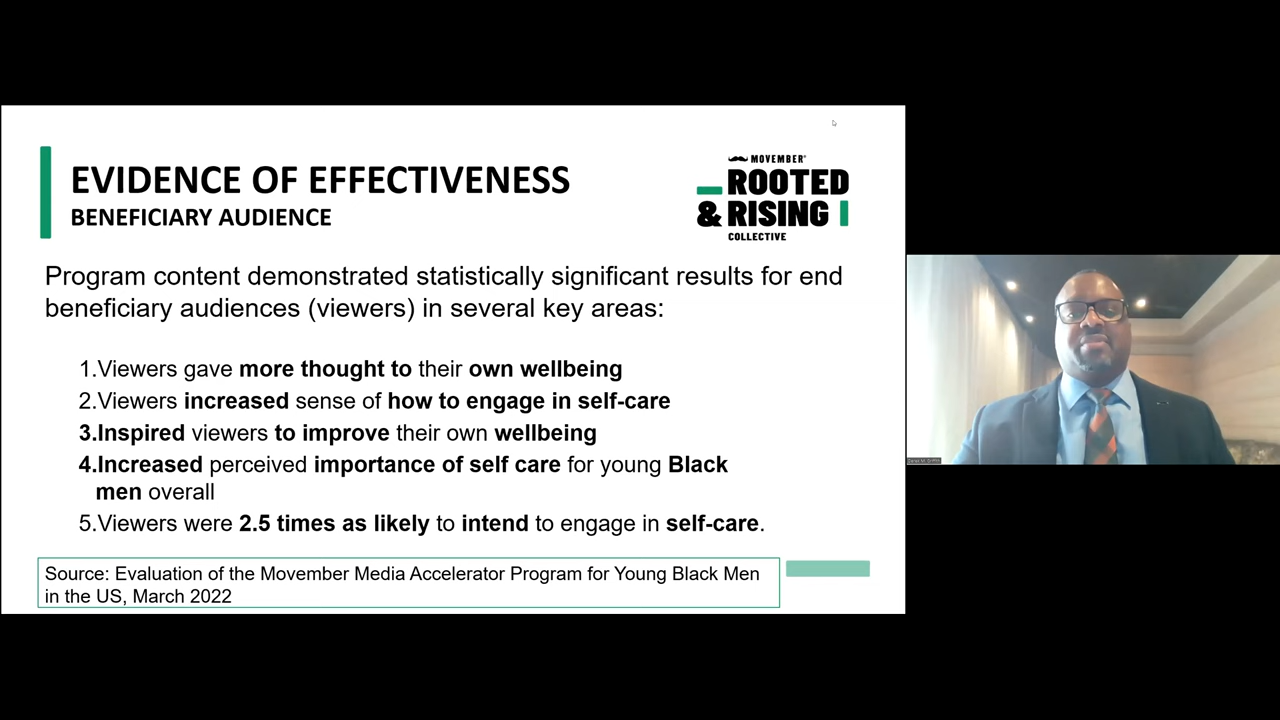 EVIDENCE OF EFFECTIVENESS
BENEFICIARY AUDIENCE
MOVEMBER®
ROOTED
& RISING
COLLECTIVE
Program content demonstrated statistically significant results for end
beneficiary audiences (viewers) in several key areas:
1.Viewers gave more thought to their own wellbeing
2.Viewers increased sense of how to engage in self-care
3.Inspired viewers to improve their own wellbeing
4.Increased perceived importance of self care for young Black
men overall
5.Viewers were 2.5 times as likely to intend to engage in self-care.
Source: Evaluation of the Movember Media Accelerator Program for Young Black Men
in the US, March 2022